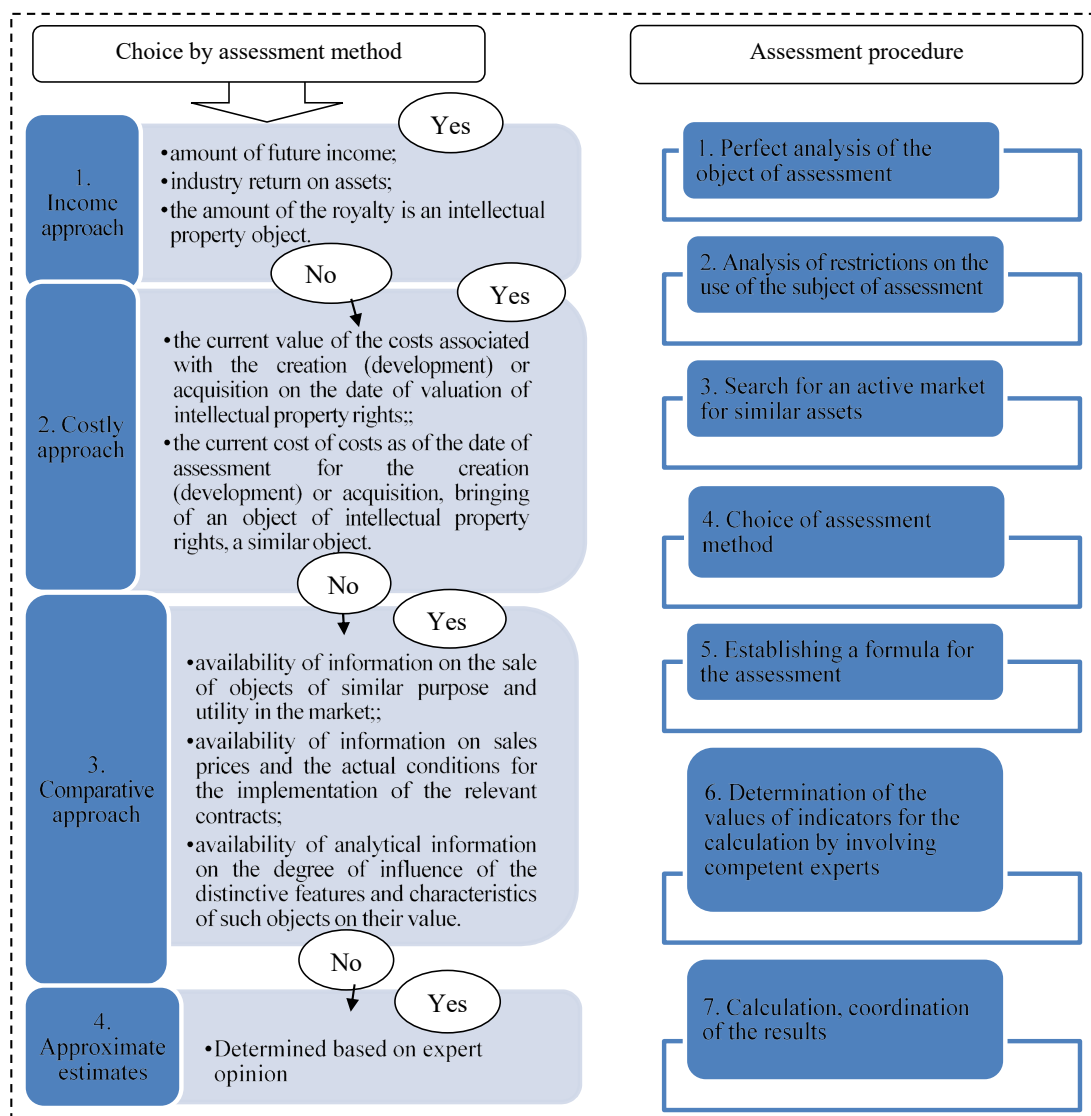 Choice by assessment method
Yes
1.
Income
approach
•amount of future income;
•industry return on assets;
•the amount of the royalty is an intellectual
property object.
No
Yes
2. Costly
approach
•the current value of the costs associated
with the creation (development) or
acquisition on the date of valuation of
intellectual property rights;;
•the current cost of costs as of the date of
assessment for the creation
(development) or acquisition, bringing
of an object of intellectual property
rights, a similar object.
No
Yes
3.
Comparative
approach
•availability of information on the sale
of objects of similar purpose and
utility in the market;;
•availability of information on sales
prices and the actual conditions for
the implementation of the relevant
contracts;
•availability of analytical information
on the degree of influence of the
distinctive features and characteristics
of such objects on their value.
No
Yes
4.
Approximate
estimates
•Determined based on expert
opinion
Assessment procedure
1. Perfect analysis of the
object of assessment
2. Analysis of restrictions on the
use of the subject of assessment
3. Search for an active market
for similar assets
4. Choice of assessment
method
5. Establishing a formula for
the assessment
6. Determination of the
values of indicators for the
calculation by involving
competent experts
7. Calculation, coordination
of the results